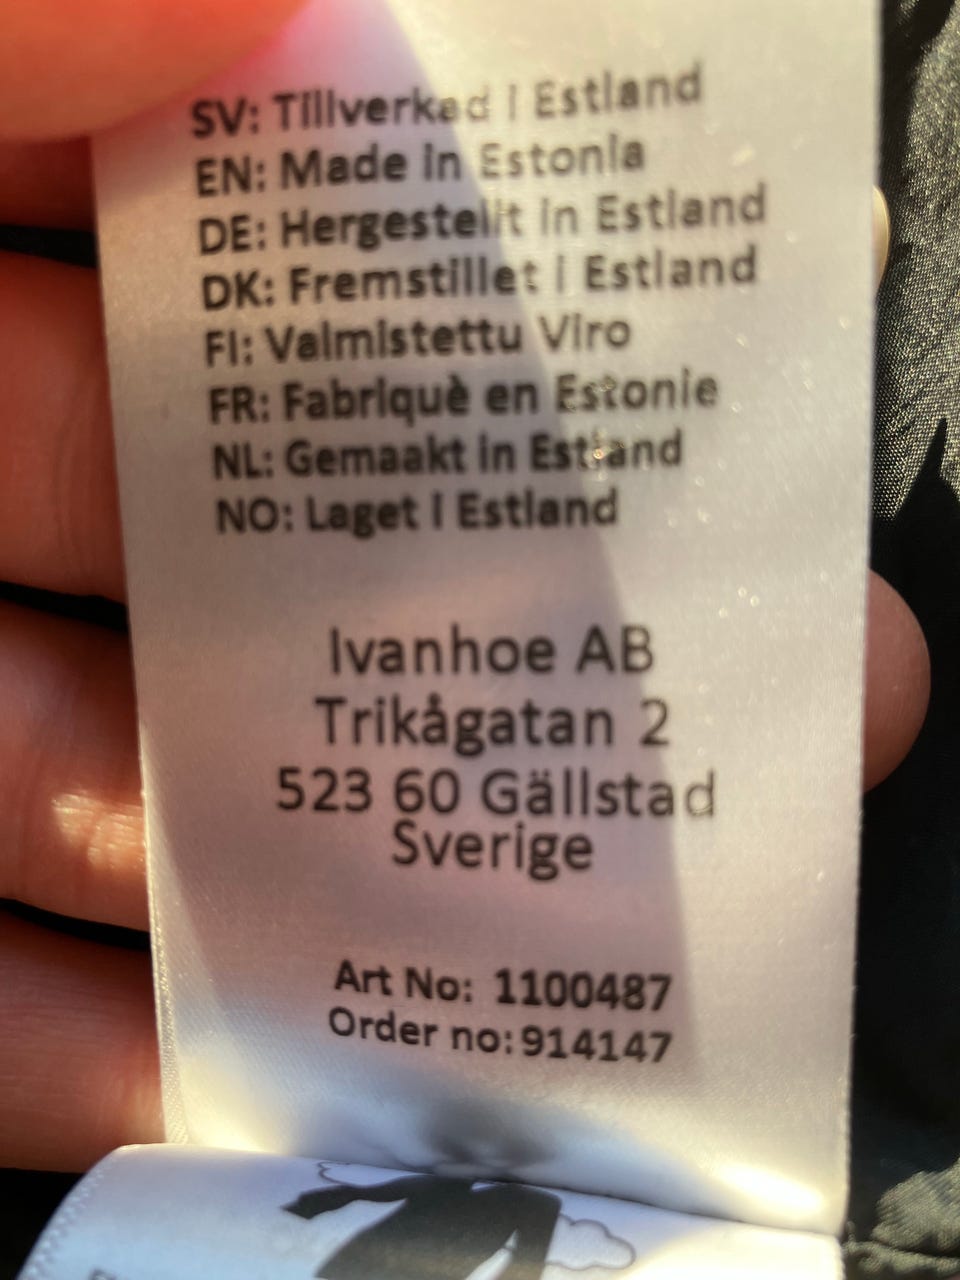 SV: Tillverkad i Estland
EN: Made in Estonia
DE: Hergestellt in Estland
DK: Fremstillet i Estland
FI: Valmistettu Viro
FR: Fabriquè en Estonie
NL: Gemaakt in Estland
NO: Laget i Estland
Ivanhoe AB
Trikågatan 2
523 60 Gällstad
Sverige
Art No: 1100487
Order no:914147